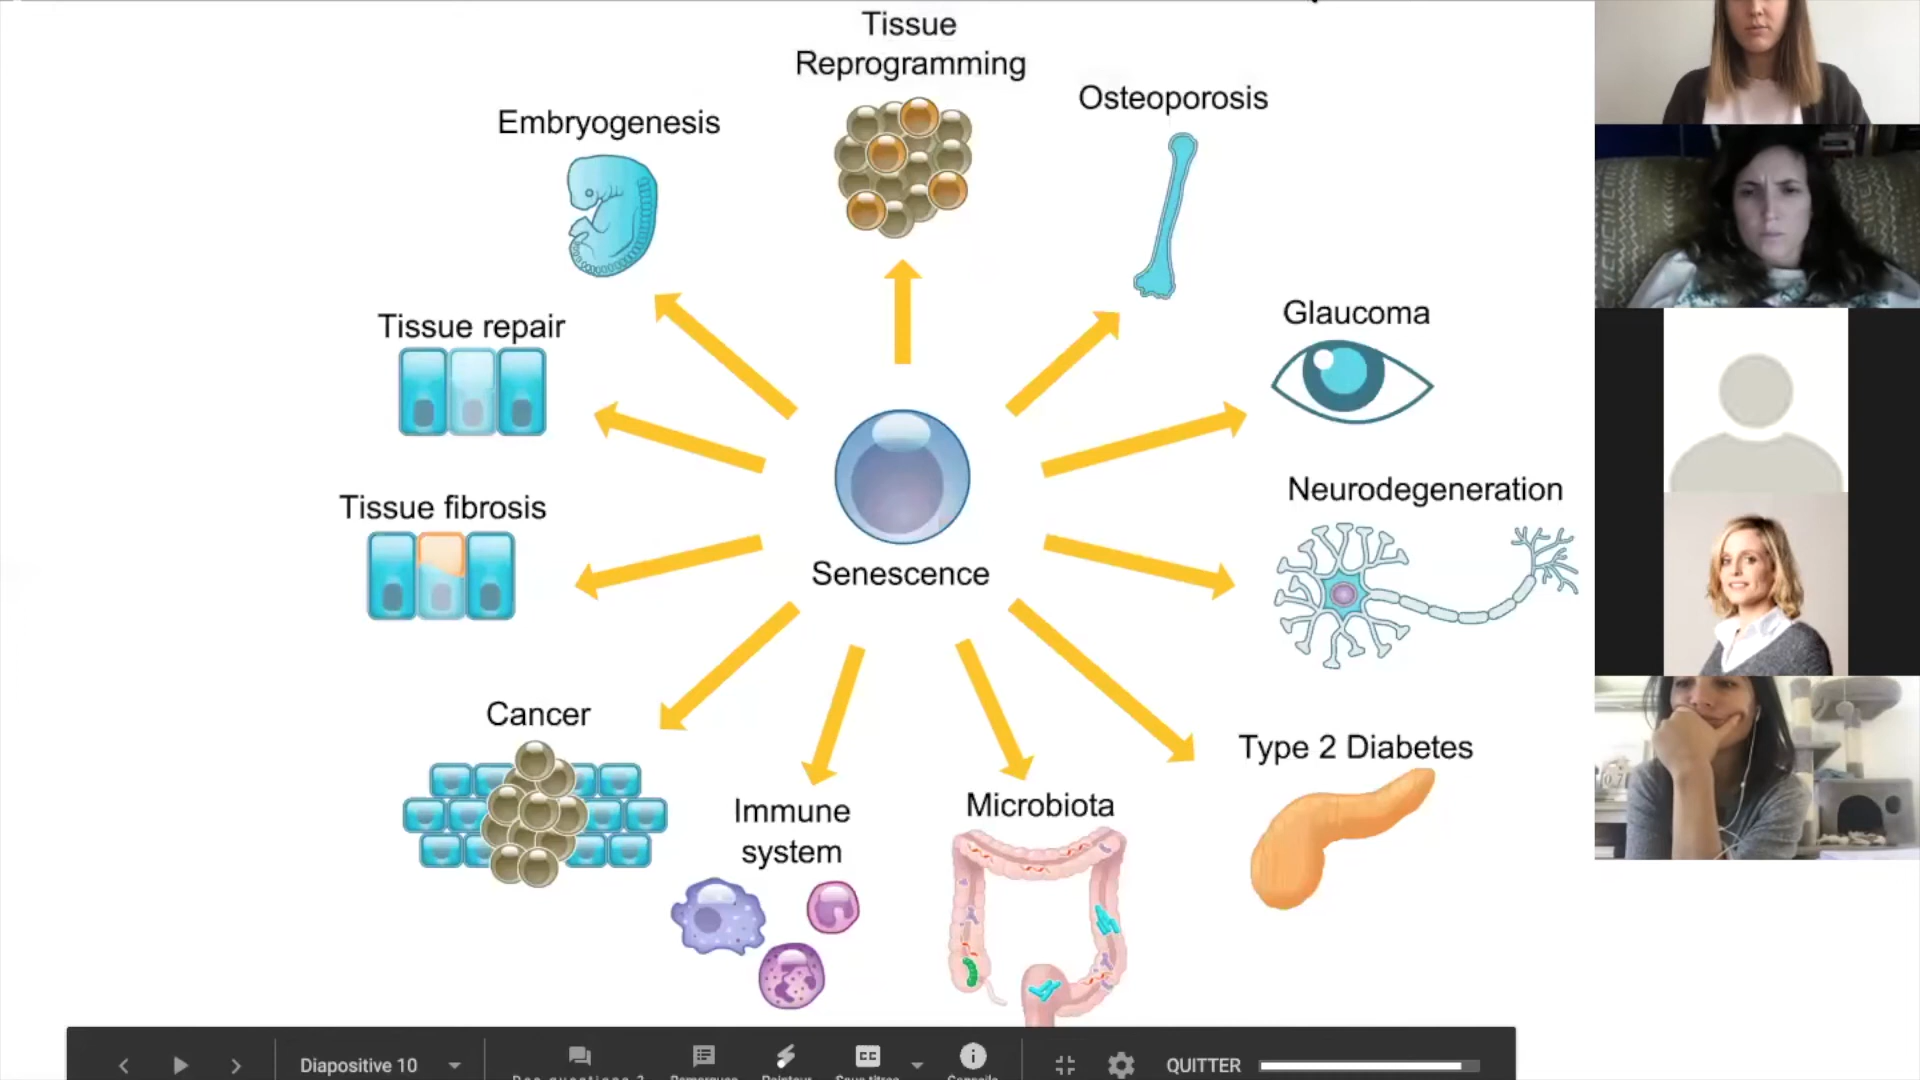 Tissue
Reprogramming
Osteoporosis
Embryogenesis
Glaucoma
Tissue repair
Neurodegeneration
Tissue fibrosis
Senescence
Cancer
Type 2 Diabetes
Immune
system
Microbiota
Diapositive 10
CC
QUITTER